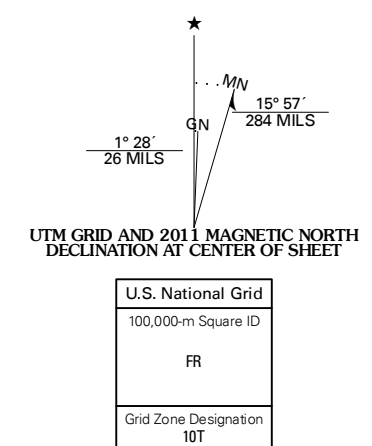 ★
MN
15° 57´
284 MILS
GN
1° 28´
26 MILS
UTM GRID AND 2011 MAGNETIC NORTH
DECLINATION AT CENTER OF SHEET
U.S. National Grid
100,000-m Square ID
FR
Grid Zone Designation
10T